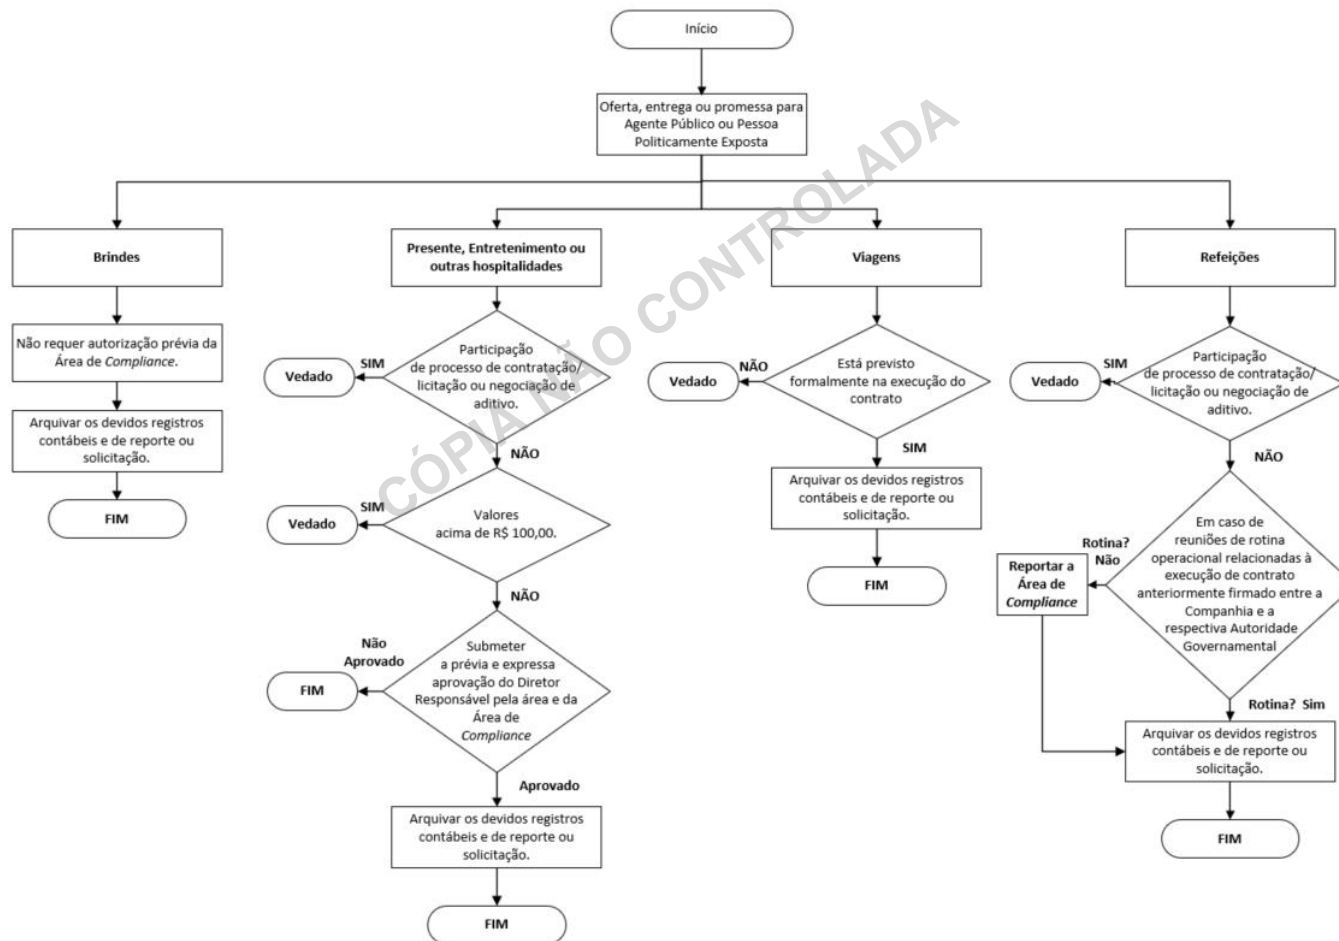 Início
Oferta, entrega ou promessa para
Agente Público ou Pessoa
Politicamente Exposta
Brindes
Não requer autorização prévia da
Área de Compliance.
Arquivar os devidos registros
contábeis e de reporte ou
solicitação.
FIM
Presente, Entretenimento ou
outras hospitalidades
Participação
de processo de contratação/
licitação ou negociação de
aditivo.
SIM
Vedado
NÃO
Valores
acima de R$ 100,00.
SIM
Vedado
NÃO
Submeter
a prévia e expressa
aprovação do Diretor
Responsável pela área e da
Área de
Compliance
Não
Aprovado
FIM
Aprovado
Arquivar os devidos registros
contábeis e de reporte ou
solicitação.
FIM
Viagens
Está previsto
formalmente na execução do
contrato
NÃO
Vedado
SIM
Arquivar os devidos registros
contábeis e de reporte ou
solicitação.
FIM
Refeições
Participação
de processo de contratação/
licitação ou negociação de
aditivo.
SIM
Vedado
NÃO
Em caso de
reuniões de rotina
operacional relacionadas à
execução de contrato
anteriormente firmado entre a
Companhia e a
respectiva Autoridade
Governamental
Rotina?
Não
Reportar a
Área de
Compliance
Rotina? Sim
Arquivar os devidos registros
contábeis e de reporte ou
solicitação.
FIM
CÓPIA NÃO CONTROLADA